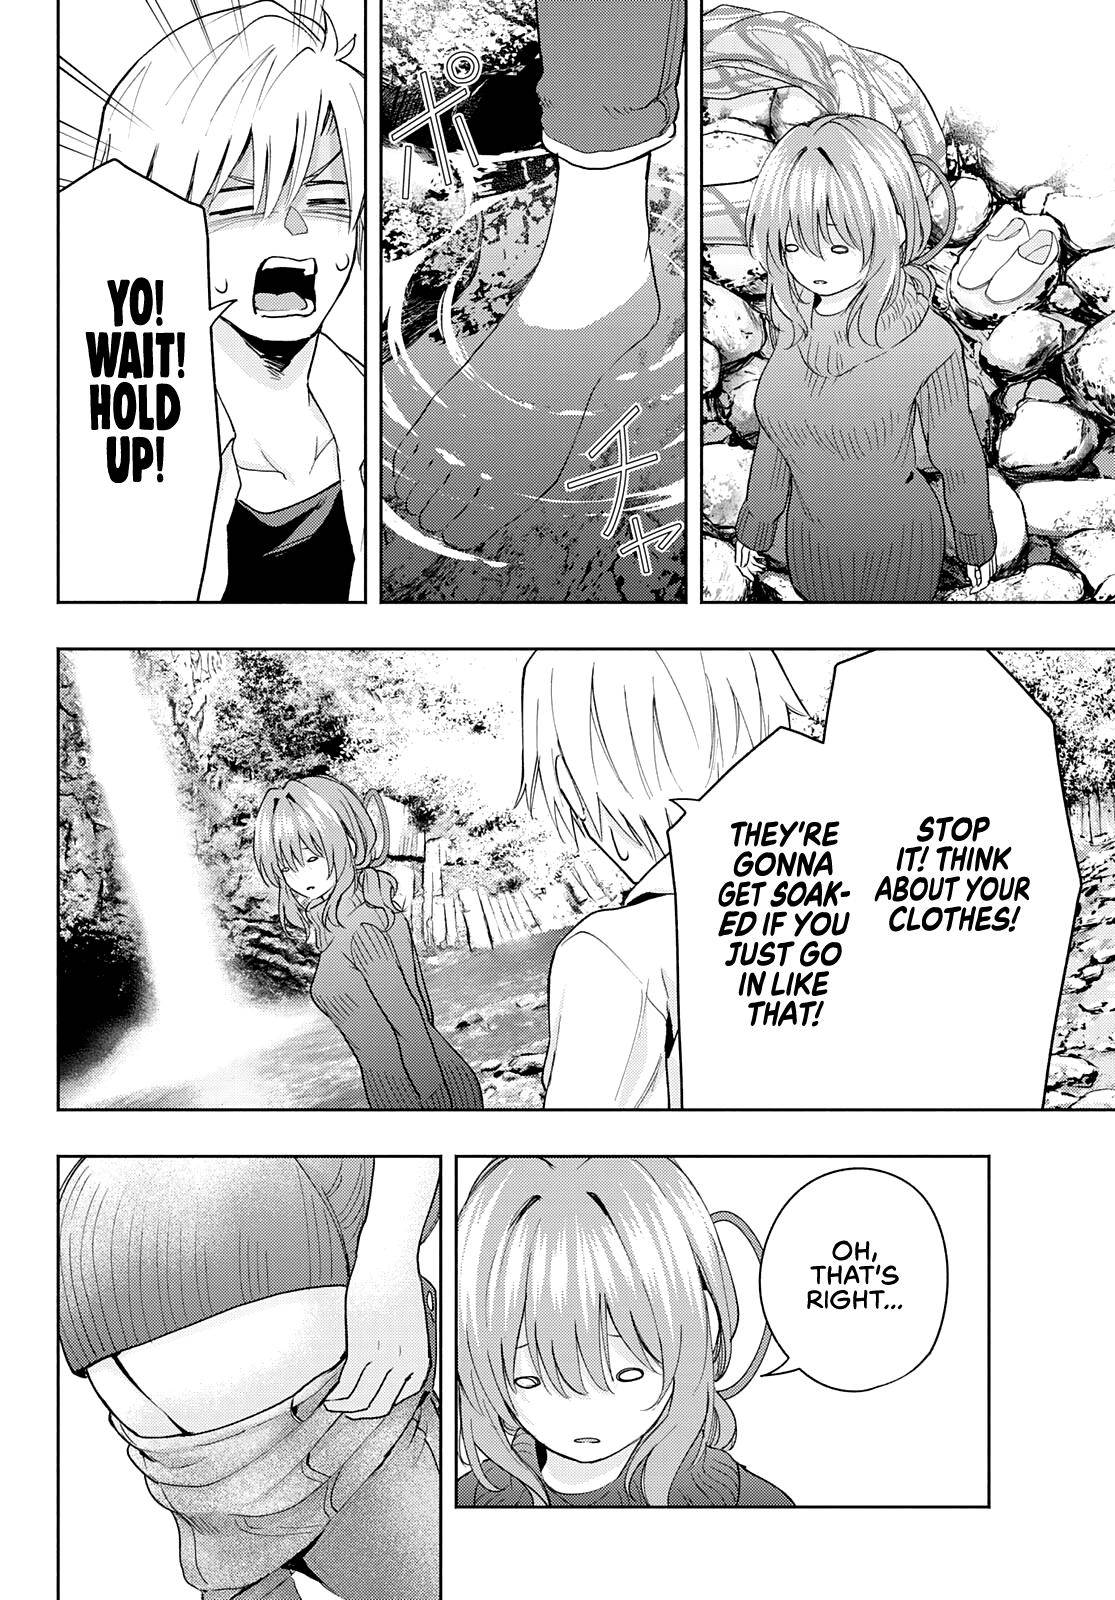 ポチャ
YO!
WAIT!
HOLD
UP!
STOP
IT! THINK
ABOUT YOUR
CLOTHES!
THEY'RE
GONNA
GET SOAK-
ED IF YOU
JUST GO
IN LIKE
THAT!
OH,
THAT'S
RIGHT...